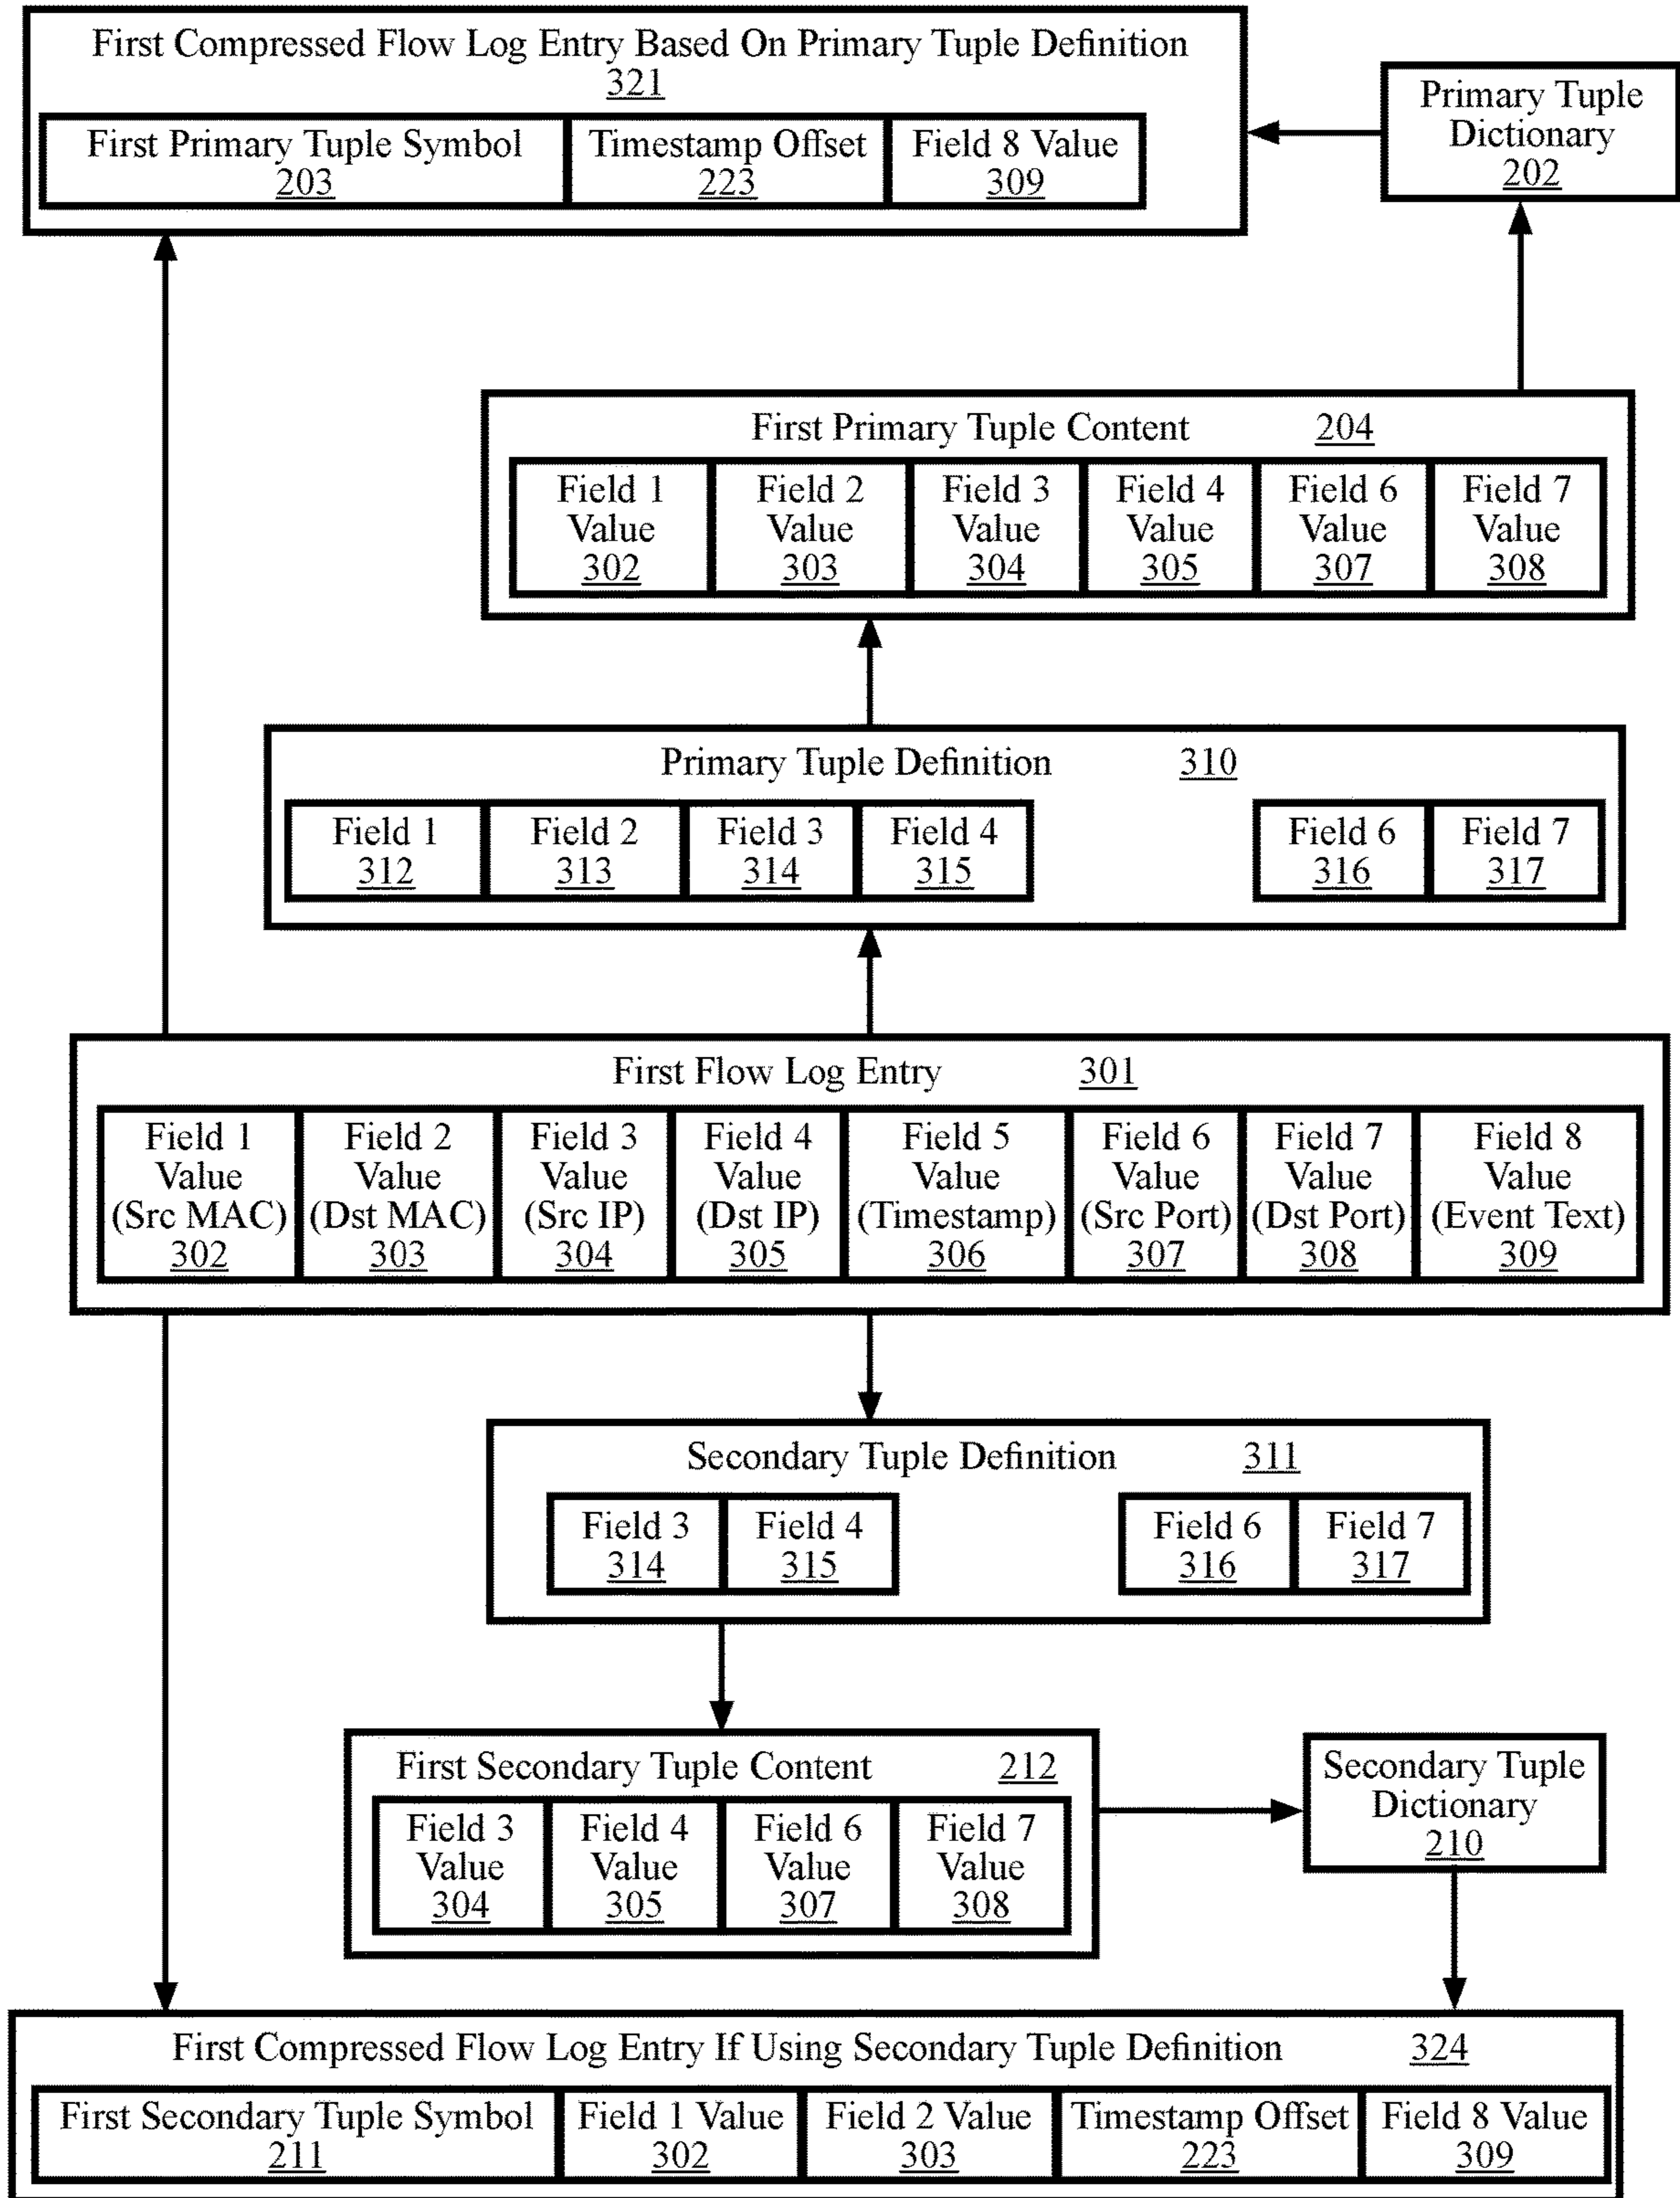 First Compressed Flow Log Entry Based On Primary Tuple Definition
321
First Primary Tuple Symbol Timestamp Offset Field 8 Value
203 223 309
Primary Tuple
Dictionary
202
First Primary Tuple Content 204
Field 1 Field 2 Field 3 Field 4 Field 6 Field 7
Value Value Value Value Value Value
302 303 304 305 307 308
Primary Tuple Definition 310
Field 1 Field 2 Field 3 Field 4 Field 6 Field 7
312 313 314 315 316 317
First Flow Log Entry 301
Field 1 Field 2 Field 3 Field 4 Field 5 Field 6 Field 7 Field 8
Value Value Value Value Value Value Value Value
(Src MAC) (Dst MAC) (Src IP) (Dst IP) (Timestamp) (Src Port) (Dst Port) (Event Text)
302 303 304 305 306 307 308 309
Secondary Tuple Definition 311
Field 3 Field 4 Field 6 Field 7
314 315 316 317
First Secondary Tuple Content 212
Field 3 Field 4 Field 6 Field 7
Value Value Value Value
304 305 307 308
Secondary Tuple
Dictionary
210
First Compressed Flow Log Entry If Using Secondary Tuple Definition 324
First Secondary Tuple Symbol Field 1 Value Field 2 Value Timestamp Offset Field 8 Value
211 302 303 223 309